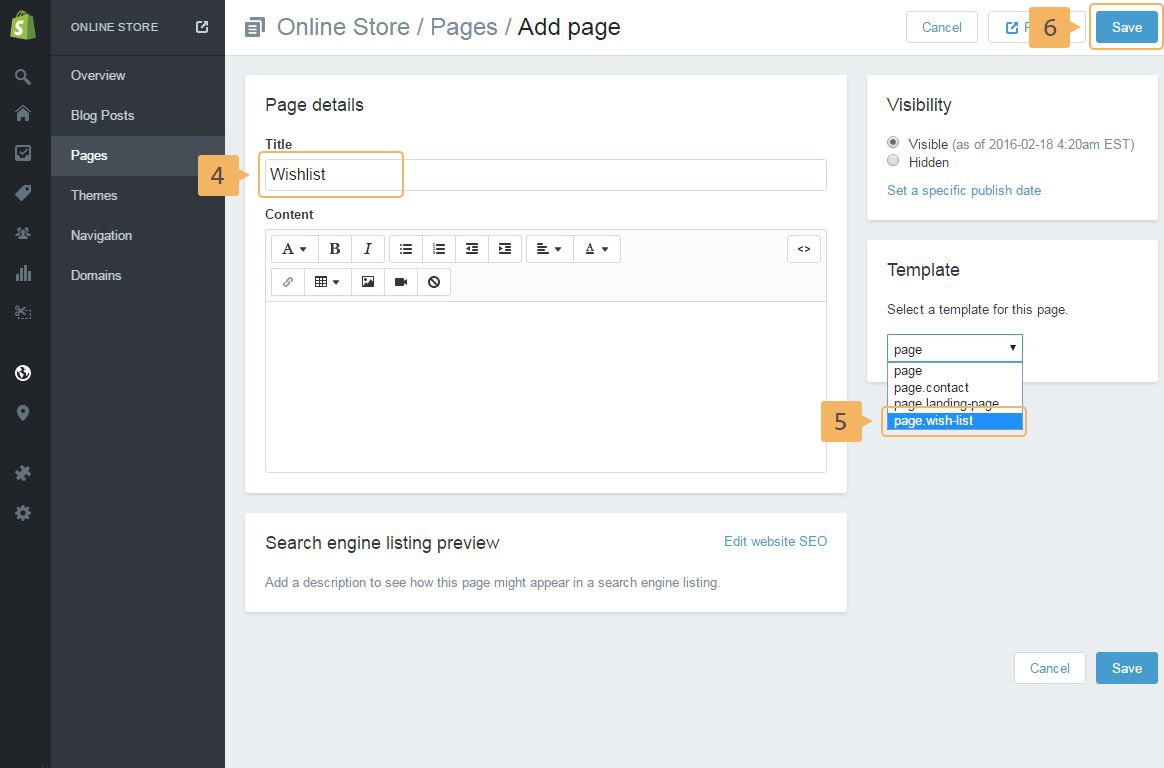 ONLINE STORE
Overview
Blog Posts
Pages
Themes
Navigation
Domains
Online Store / Pages / Add page
Cancel
6
Save
Page details
Title
4
Wishlist
Content
A
B
I
A
<>
Search engine listing preview
Edit website SEO
Add a description to see how this page might appear in a search engine listing.
Visibility
Visible (as of 2016-02-18 4:20am EST)
Hidden
Set a specific publish date
Template
Select a template for this page.
page
page
page.contact
page.landing-page
5
page.wish-list
Cancel
Save